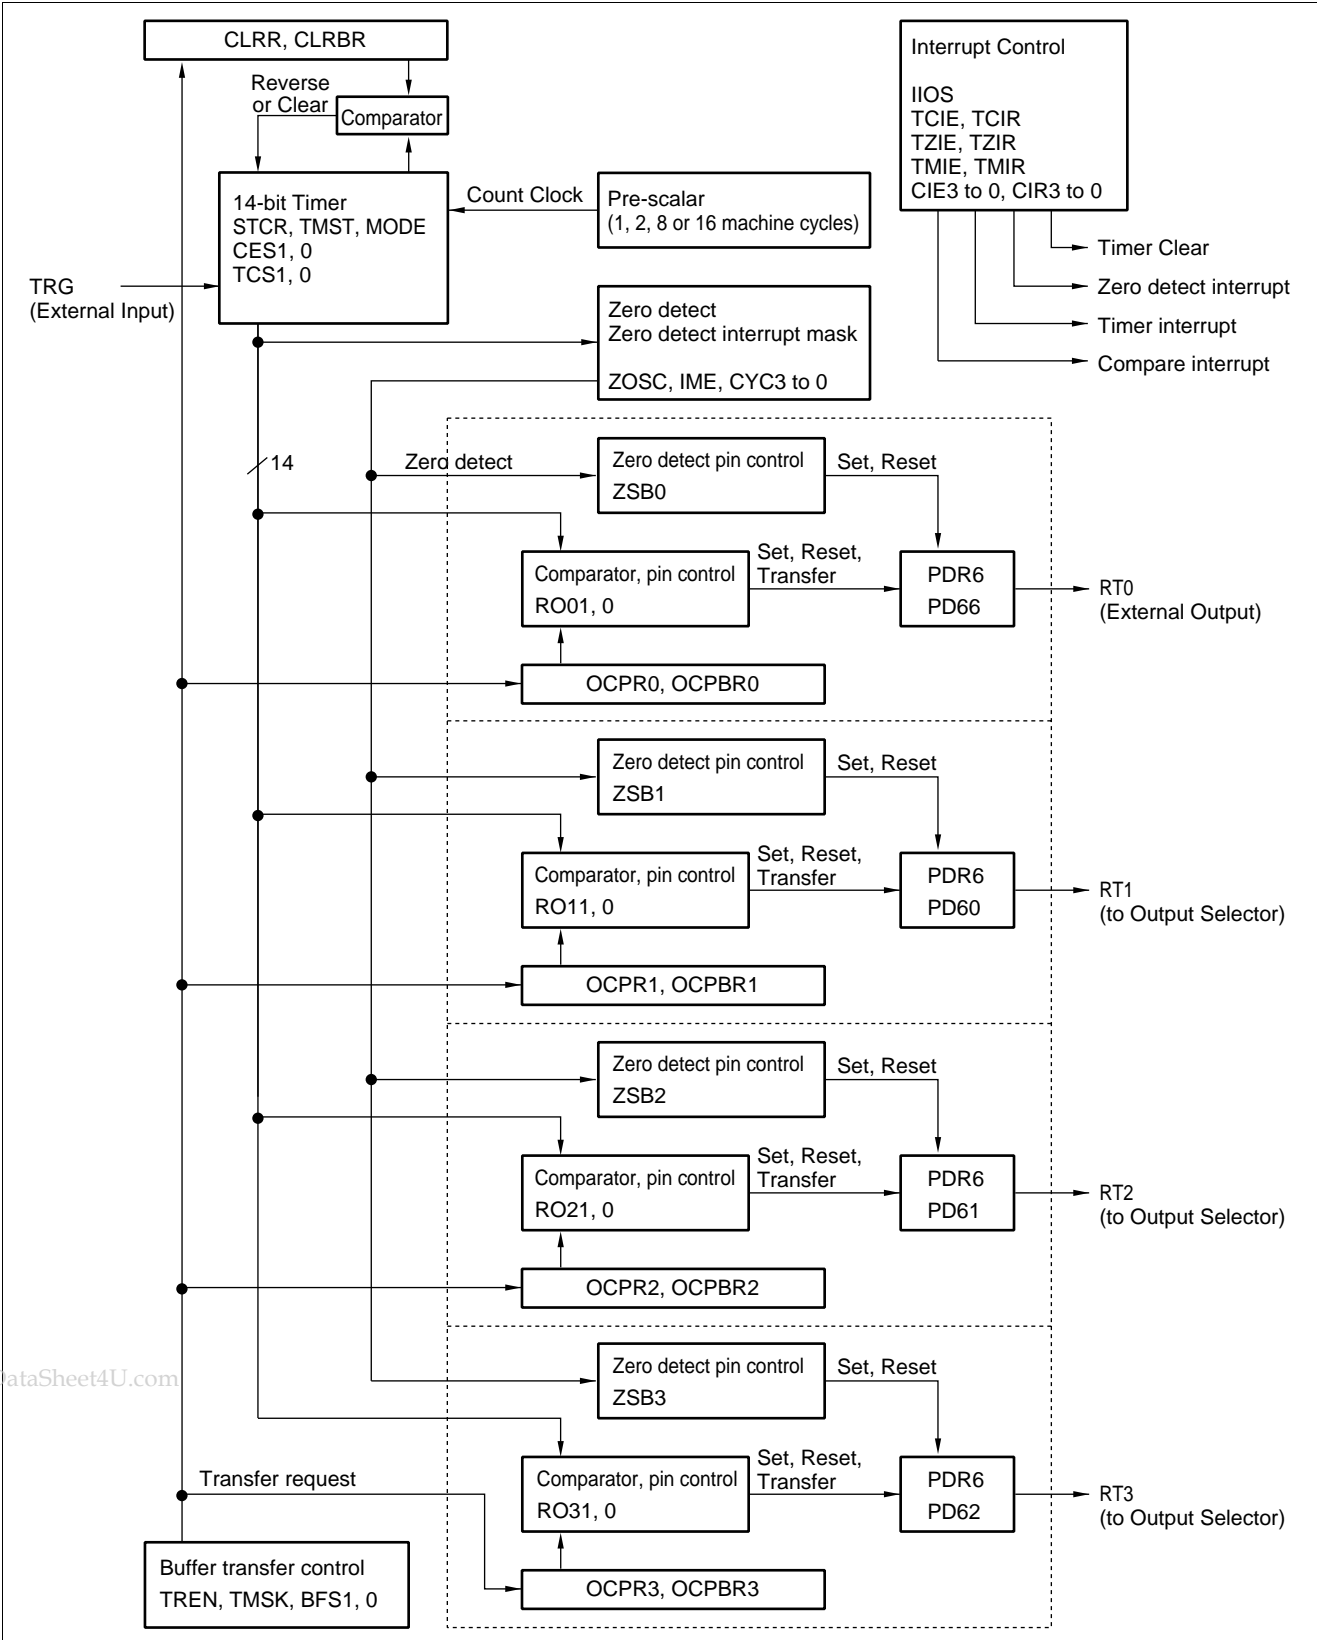 CLRR, CLRBR
Reverse
or Clear
Comparator
14-bit Timer
STCR, TMST, MODE
CES1, 0
TCS1, 0
Count Clock
Pre-scalar
(1, 2, 8 or 16 machine cycles)
TRG
(External Input)
Interrupt Control
IIOS
TCIE, TCIR
TZIE, TZIR
TMIE, TMIR
CIE3 to 0, CIR3 to 0
Timer Clear
Zero detect interrupt
Timer interrupt
Compare interrupt
Zero detect
Zero detect interrupt mask
ZOSC, IME, CYC3 to 0
14
Zero detect
Zero detect pin control
ZSB0
Set, Reset
Comparator, pin control
RO01, 0
Set, Reset,
Transfer
PDR6
PD66
RT0
(External Output)
OCPR0, OCPBR0
Zero detect pin control
ZSB1
Set, Reset
Comparator, pin control
RO11, 0
Set, Reset,
Transfer
PDR6
PD60
RT1
(to Output Selector)
OCPR1, OCPBR1
Zero detect pin control
ZSB2
Set, Reset
Comparator, pin control
RO21, 0
Set, Reset,
Transfer
PDR6
PD61
RT2
(to Output Selector)
OCPR2, OCPBR2
Zero detect pin control
ZSB3
Set, Reset
Comparator, pin control
RO31, 0
Set, Reset,
Transfer
PDR6
PD62
RT3
(to Output Selector)
OCPR3, OCPBR3
Transfer request
Buffer transfer control
TREN, TMSK, BFS1, 0
ataSheet4U.com